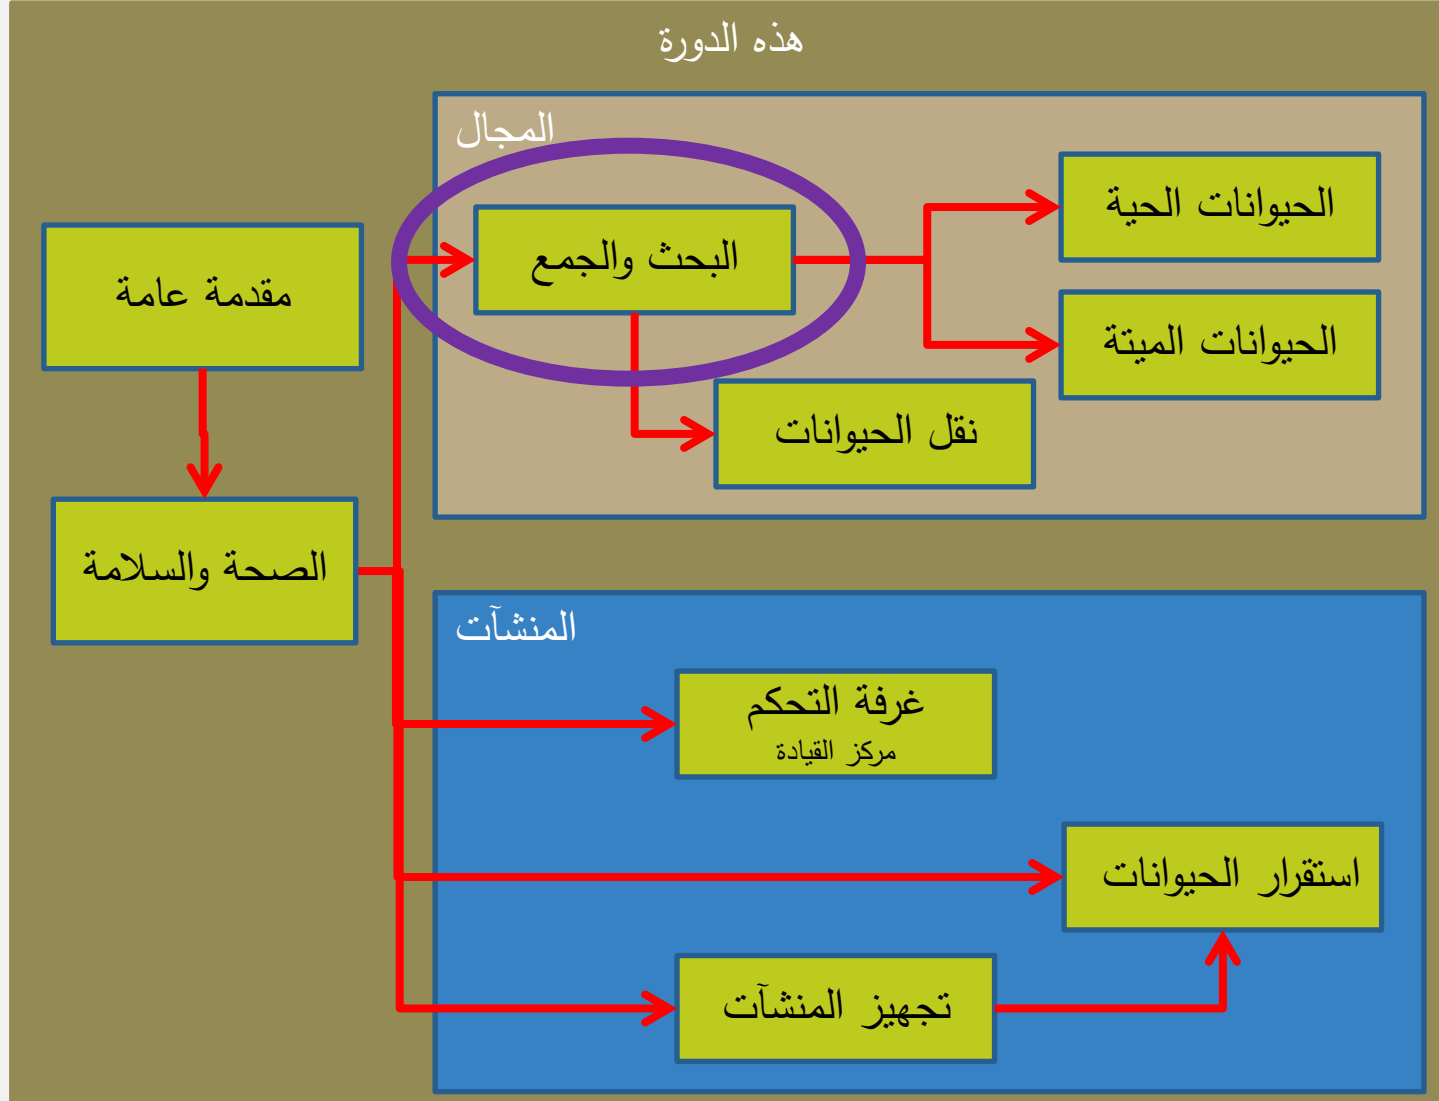 هذه الدورة
المجال
الحيوانات الحية
البحث والجمع
مقدمة عامة
الحيوانات الميتة
نقل الحيوانات
الصحة والسلامة
المنشآت
غرفة التحكم
مركز القيادة
استقرار الحيوانات
تجهيز المنشآت